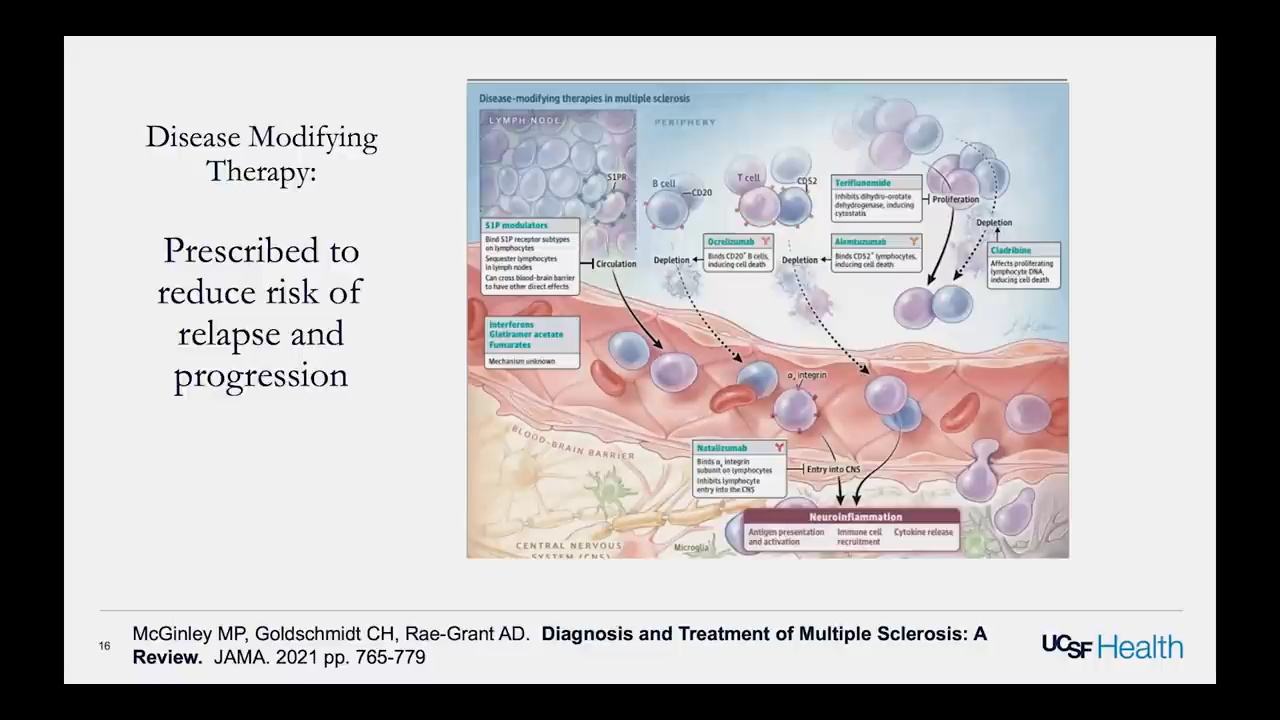 Disease Modifying
Therapy:
Prescribed to
reduce risk of
relapse and
progression
Disease-modifying therapies in multiple sclerosis
LYMPH NODE
PERIPHERY
S1PR
B cell
CD20
T cell
CD52
Teriflunomide
Inhibits dihydro-orotate
dehydrogenase, inducing
cytostatis
Proliferation
Depletion
S1P modulators
Bind S1P receptor subtypes
on lymphocytes
Sequester lymphocytes
in lymph nodes
Can cross blood-brain barrier
to have other direct effects
Circulation
Depletion
Ocrelizumab
Binds CD20+ B cells,
inducing cell death
Depletion
Alemtuzumab
Binds CD52+ lymphocytes,
inducing cell death
Cladribine
Affects proliferating
lymphocyte DNA,
inducing cell death
Interferons
Glatiramer acetate
Fumarates
Mechanism unknown
α4 integrin
BLOOD-BRAIN BARRIER
Natalizumab
Binds α4 integrin
subunit on lymphocytes
Inhibits lymphocyte
entry into the CNS
Entry into CNS
Neuroinflammation
Antigen presentation
and activation
Immune cell
recruitment
Cytokine release
Microglia
CENTRAL NERVOUS
SYSTEM (CNS)
16
McGinley MP, Goldschmidt CH, Rae-Grant AD. Diagnosis and Treatment of Multiple Sclerosis: A
Review. JAMA. 2021 pp. 765-779
UCSF Health